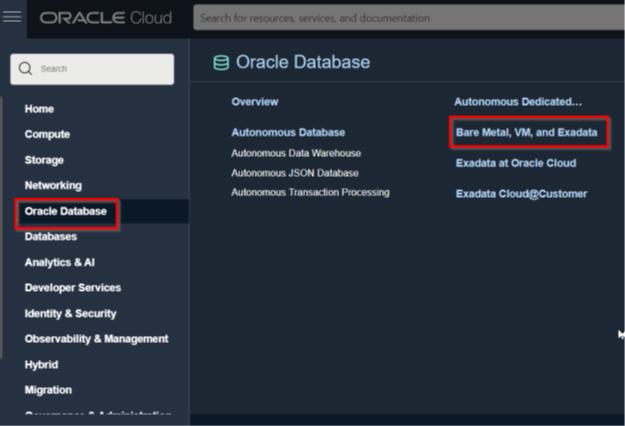 ORACLE Cloud
Search for resources, services, and documentation
Search
Home
Compute
Storage
Networking
Oracle Database
Databases
Analytics & AI
Developer Services
Identity & Security
Observability & Management
Hybrid
Migration
Governance & Administration
Oracle Database
Overview
Autonomous Database
Autonomous Data Warehouse
Autonomous JSON Database
Autonomous Transaction Processing
Autonomous Dedicated...
Bare Metal, VM, and Exadata
Exadata at Oracle Cloud
Exadata Cloud@Customer